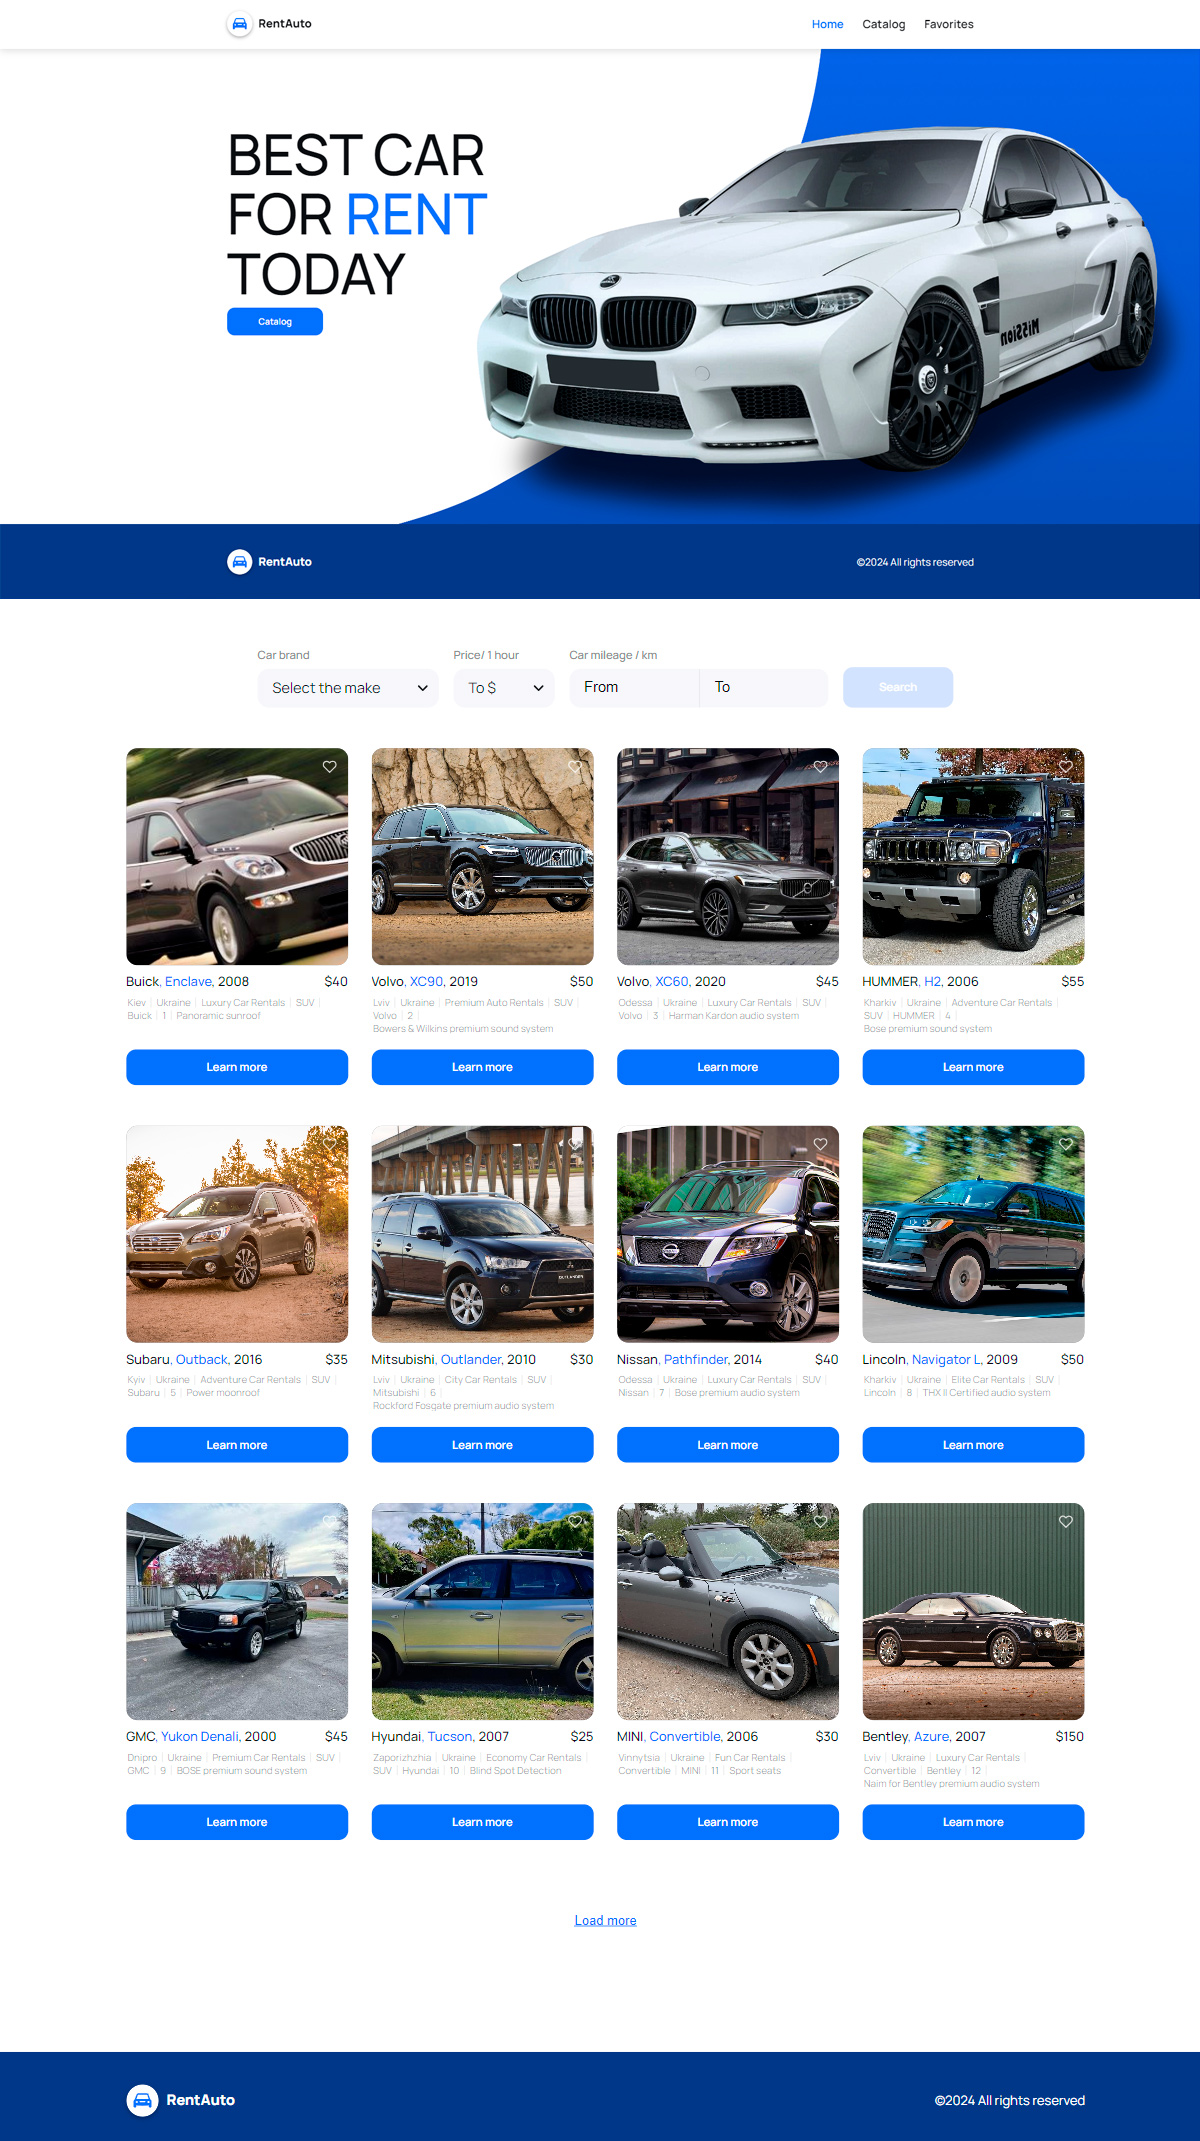 RentAuto
Home Catalog Favorites
BEST CAR
FOR RENT
TODAY
Catalog
MiSSion
RentAuto
©2024 All rights reserved
Car brand Price/ 1 hour Car mileage / km
Select the make To $ From To Search
Buick, Enclave, 2008 $40
Kiev | Ukraine | Luxury Car Rentals | SUV |
Buick | 1 | Panoramic sunroof
Learn more
Volvo, XC90, 2019 $50
Lviv | Ukraine | Premium Auto Rentals | SUV |
Volvo | 2 |
Bowers & Wilkins premium sound system
Learn more
Volvo, XC60, 2020 $45
Odessa | Ukraine | Luxury Car Rentals | SUV |
Volvo | 3 | Harman Kardon audio system
Learn more
HUMMER, H2, 2006 $55
Kharkiv | Ukraine | Adventure Car Rentals |
SUV | HUMMER | 4 |
Bose premium sound system
Learn more
Subaru, Outback, 2016 $35
Kyiv | Ukraine | Adventure Car Rentals | SUV |
Subaru | 5 | Power moonroof
Learn more
OUTLANDER
Mitsubishi, Outlander, 2010 $30
Lviv | Ukraine | City Car Rentals | SUV |
Mitsubishi | 6 |
Rockford Fosgate premium audio system
Learn more
Nissan, Pathfinder, 2014 $40
Odesa | Ukraine | Luxury Car Rentals | SUV |
Nissan | 7 | Bose premium audio system
Learn more
Lincoln, Navigator L, 2009 $50
Kharkiv | Ukraine | Elite Car Rentals | SUV |
Lincoln | 8 | THX II Certified audio system
Learn more
GMC, Yukon Denali, 2000 $45
Dnipro | Ukraine | Premium Car Rentals | SUV |
GMC | 9 | BOSE premium sound system
Learn more
Hyundai, Tucson, 2007 $25
Zaporizhzhia | Ukraine | Economy Car Rentals |
SUV | Hyundai | 10 | Blind Spot Detection
Learn more
MINI, Convertible, 2006 $30
Vinnytsia | Ukraine | Fun Car Rentals |
Convertible | MINI | 11 | Sport seats
Learn more
Bentley, Azure, 2007 $150
Lviv | Ukraine | Luxury Car Rentals |
Convertible | Bentley | 12 |
Naim for Bentley premium audio system
Learn more
Load more
RentAuto
©2024 All rights reserved